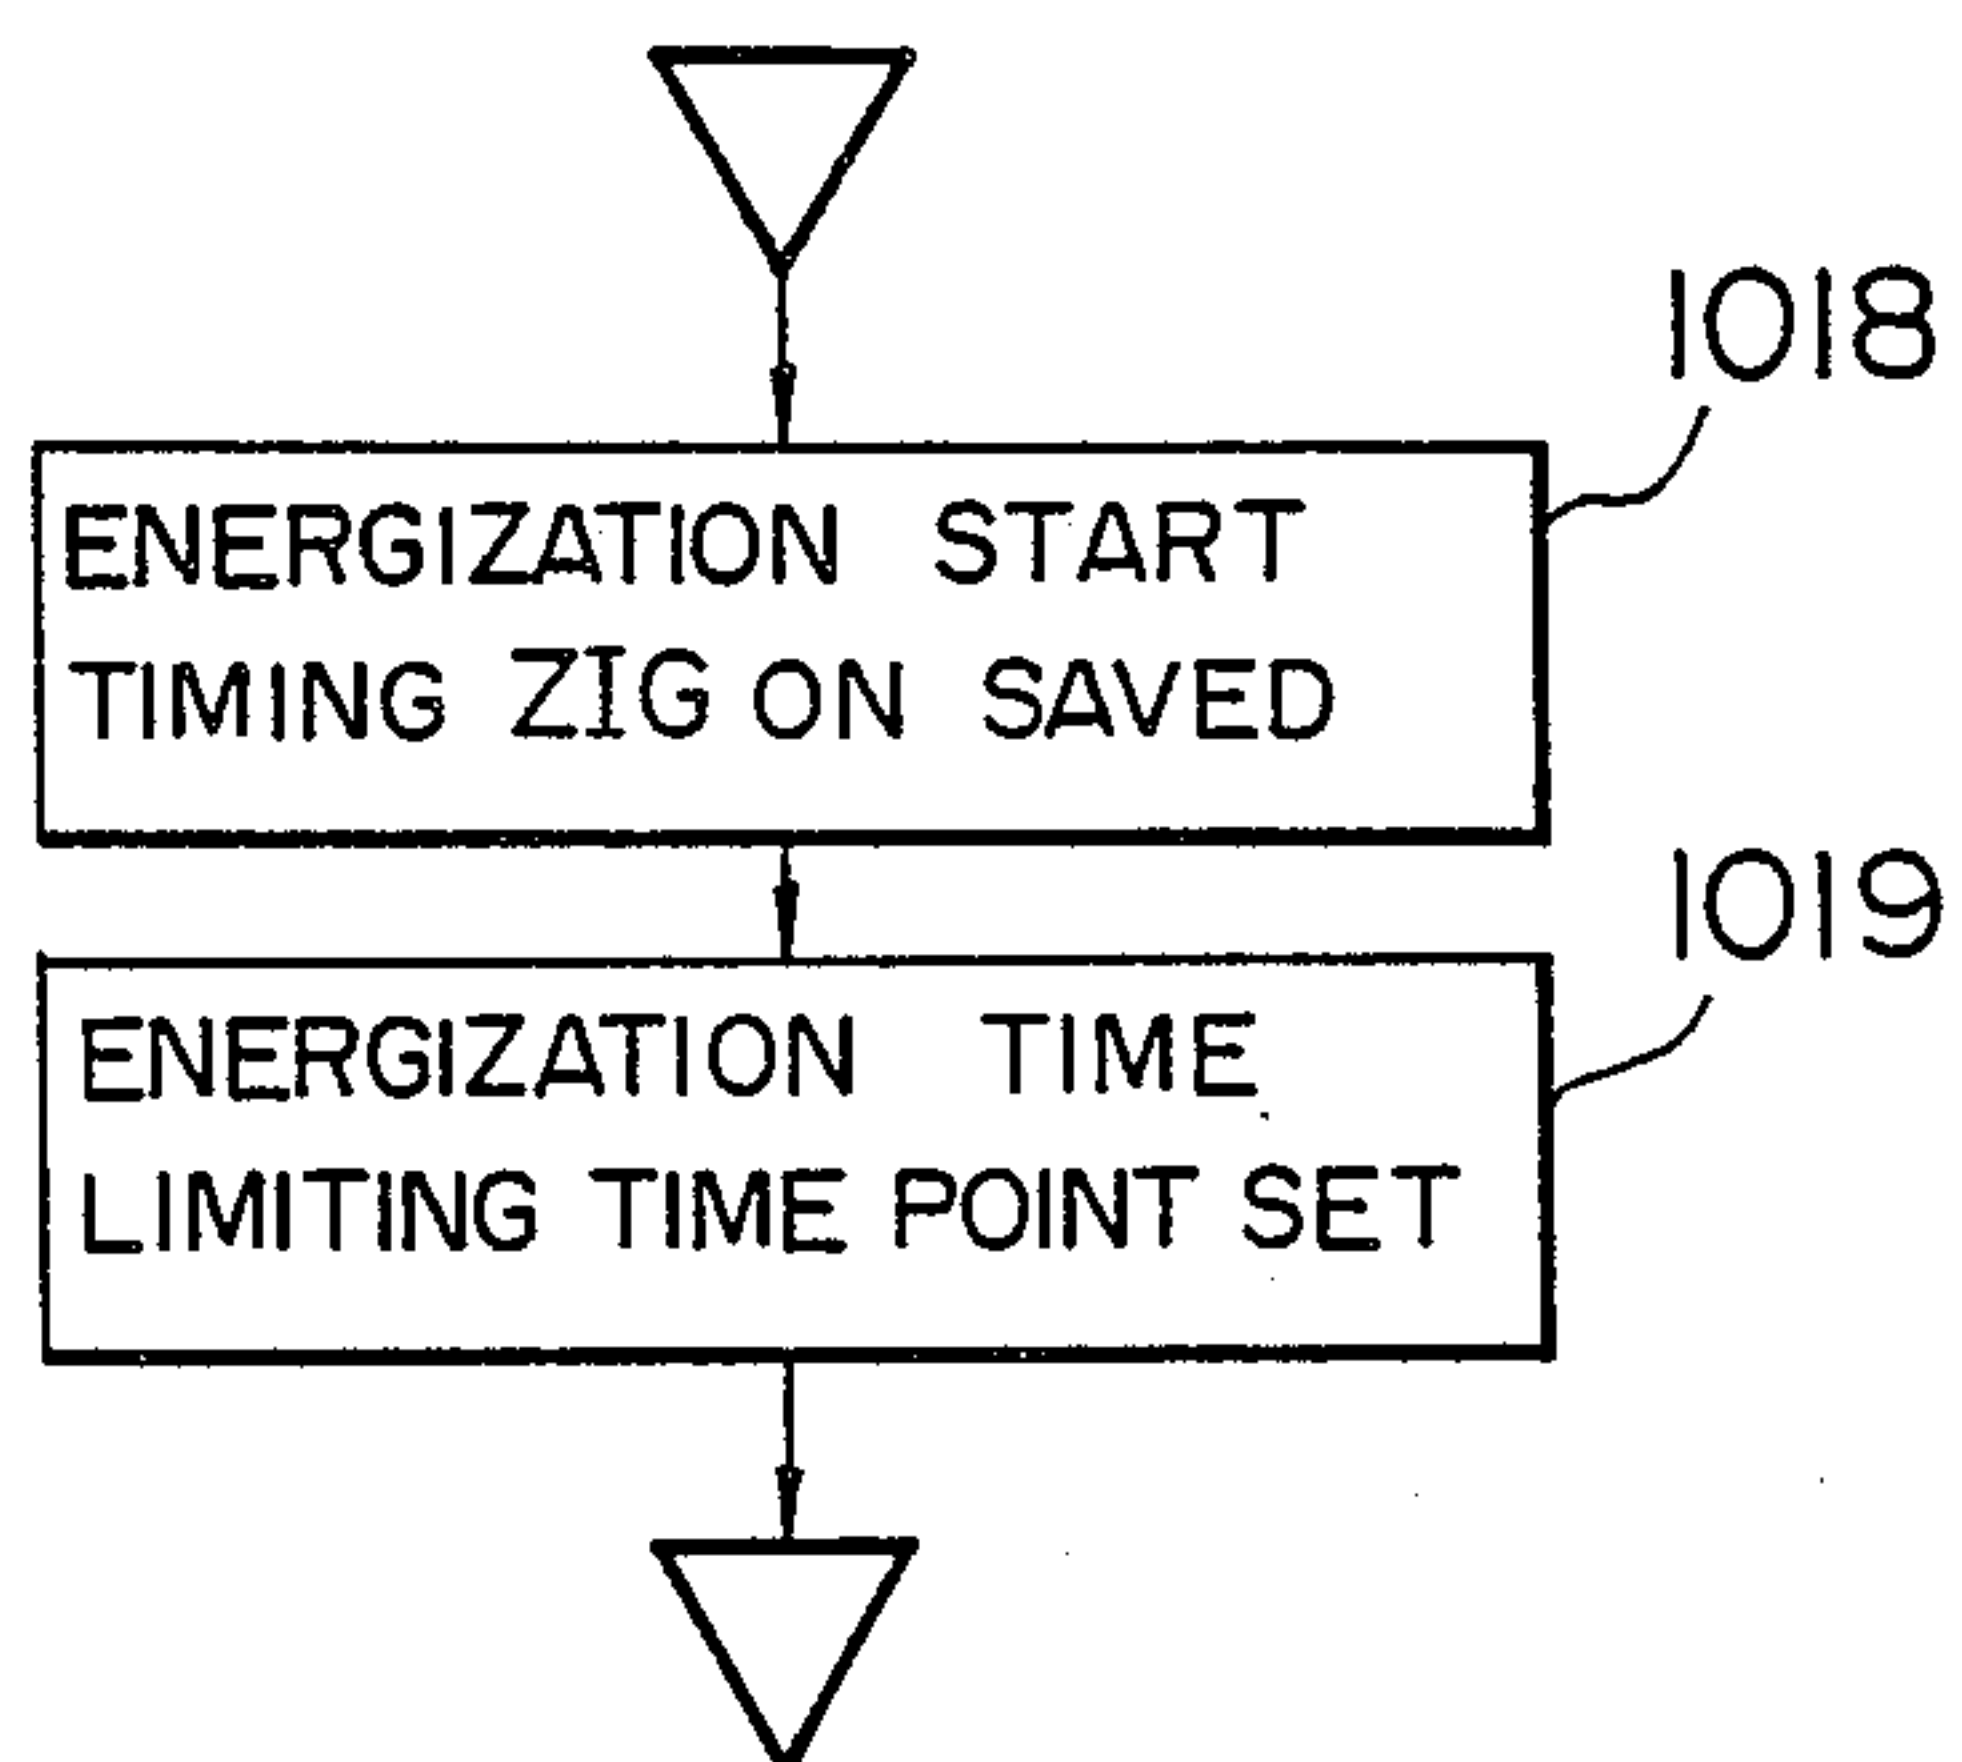 1018
ENERGIZATION START
TIMING ZIG ON SAVED
1019
ENERGIZATION TIME
LIMITING TIME POINT SET